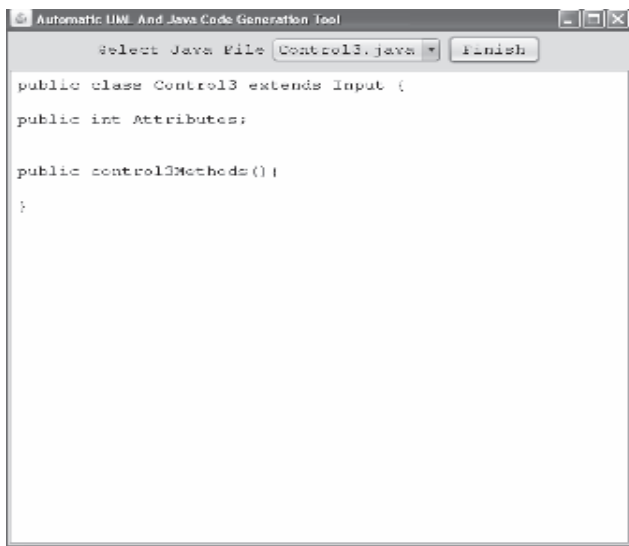 Automatic UML And Java Code Generation Tool
Select Java File Control3.java Finish
public class Control3 extends Input {
public int Attributes;
public control3Methods(){
}